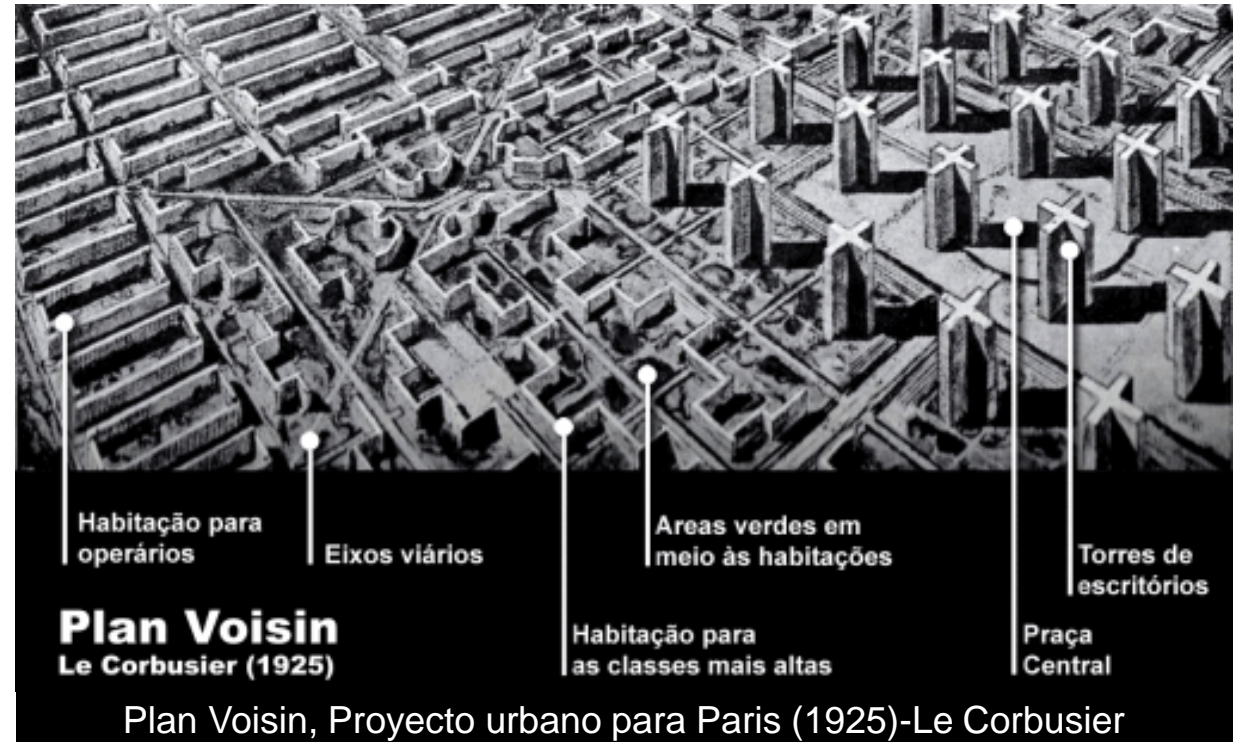 Habitação para
operários
Eixos viários
Areas verdes em
meio às habitações
Torres de
escritórios
Plan Voisin
Le Corbusier (1925)
Habitação para
as classes mais altas
Praça
Central
Plan Voisin, Proyecto urbano para Paris (1925)-Le Corbusier